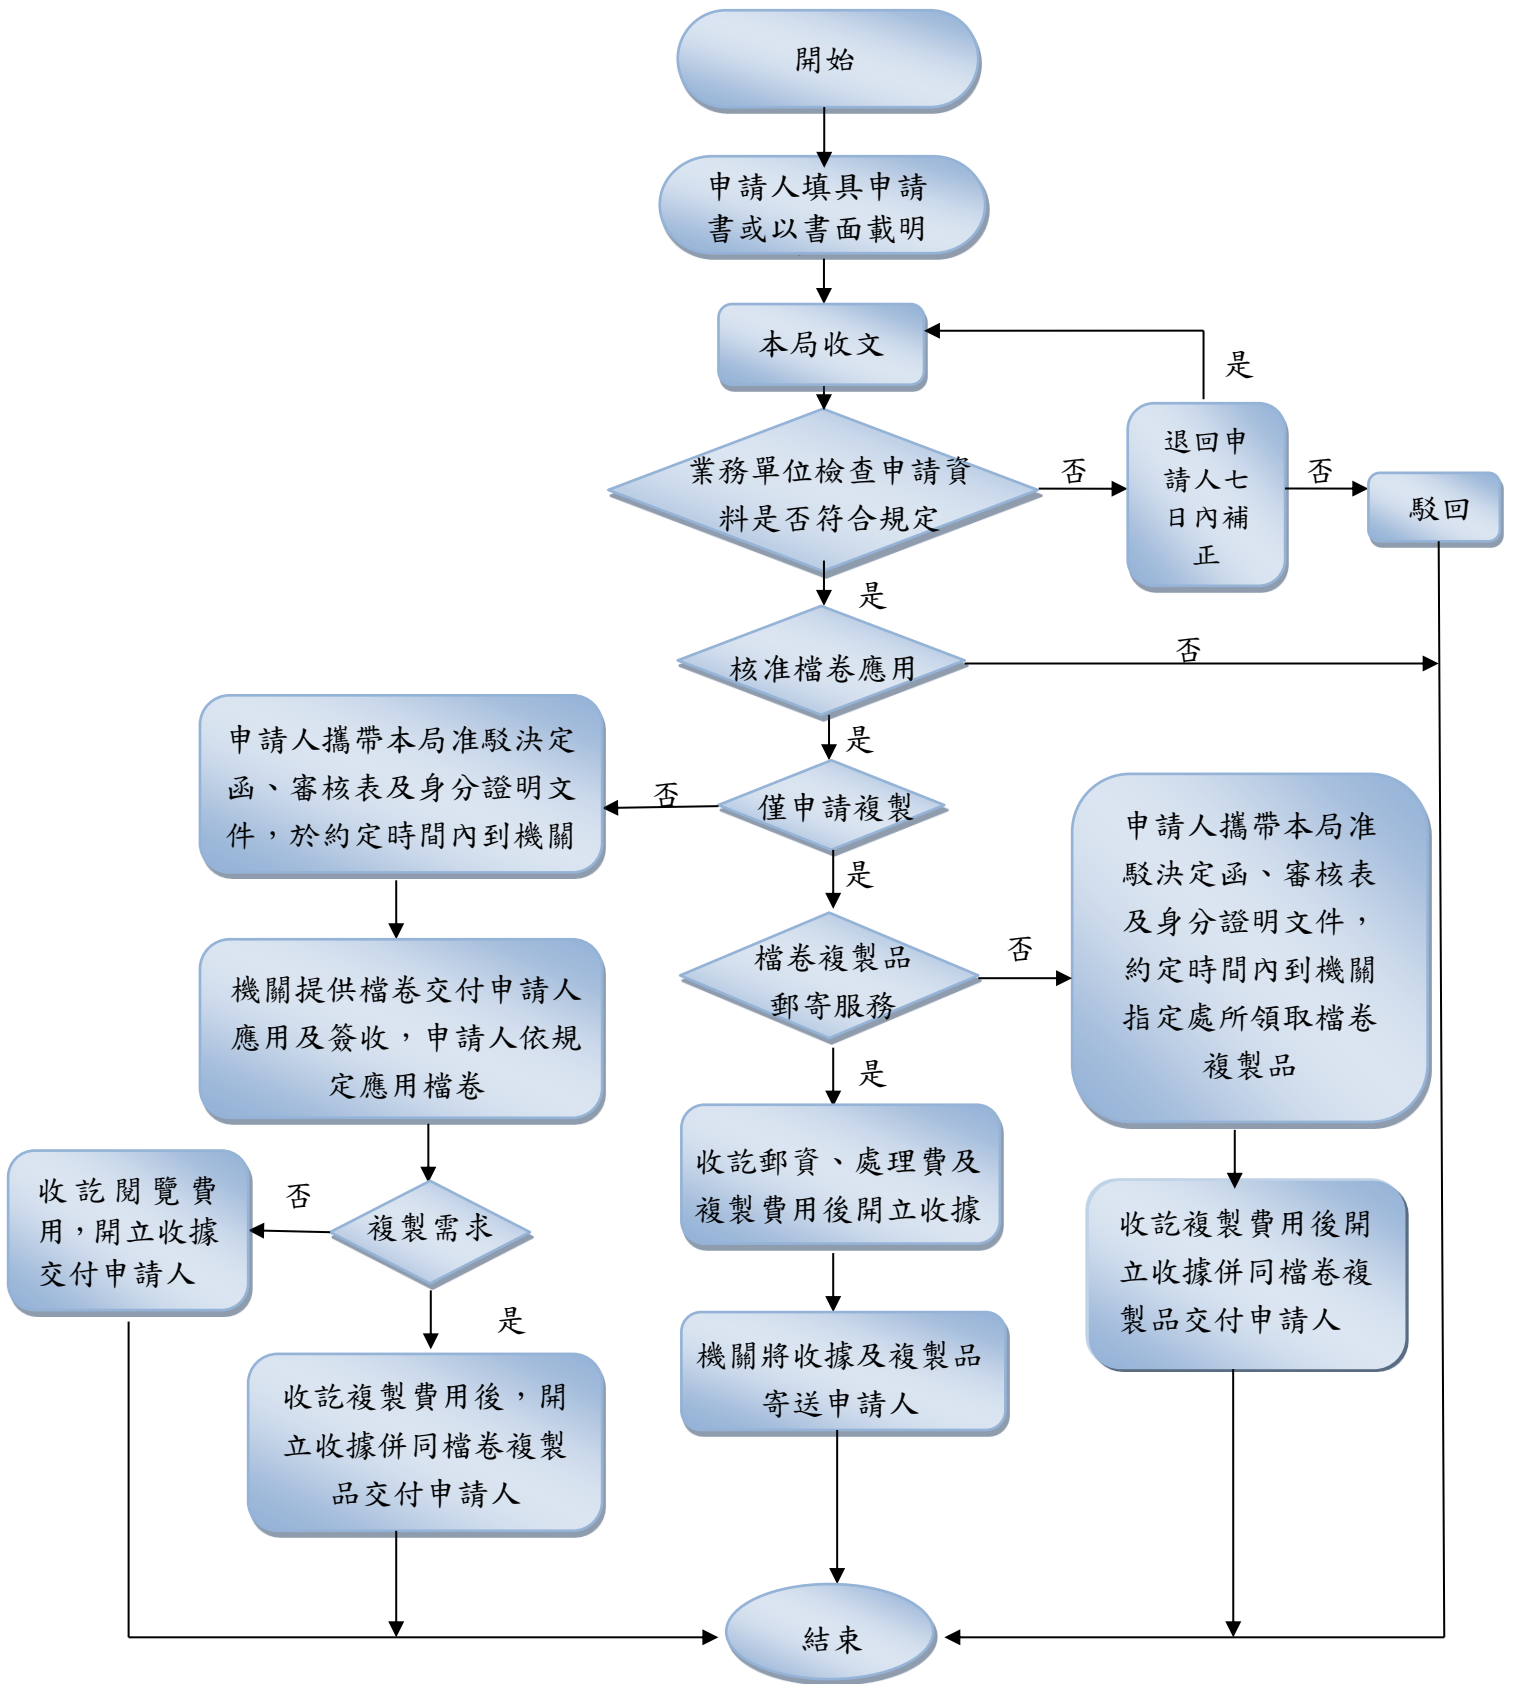 開始
申請人填具申請
書或以書面載明
本局收文
是
業務單位檢查申請資
料是否符合規定
否
退回申
請人七
日內補
正
否
駁回
是
核准檔卷應用
否
是
僅申請複製
否
申請人攜帶本局准駁決定
函、審核表及身分證明文
件，於約定時間內到機關
是
檔卷複製品
郵寄服務
否
申請人攜帶本局准
駁決定函、審核表
及身分證明文件，
約定時間內到機關
指定處所領取檔卷
複製品
機關提供檔卷交付申請人
應用及簽收，申請人依規
定應用檔卷
是
收訖郵資、處理費及
複製費用後開立收據
收訖複製費用後開
立收據併同檔卷複
製品交付申請人
複製需求
否
收訖閱覽費
用，開立收據
交付申請人
是
收訖複製費用後，開
立收據併同檔卷複製
品交付申請人
機關將收據及複製品
寄送申請人
結束